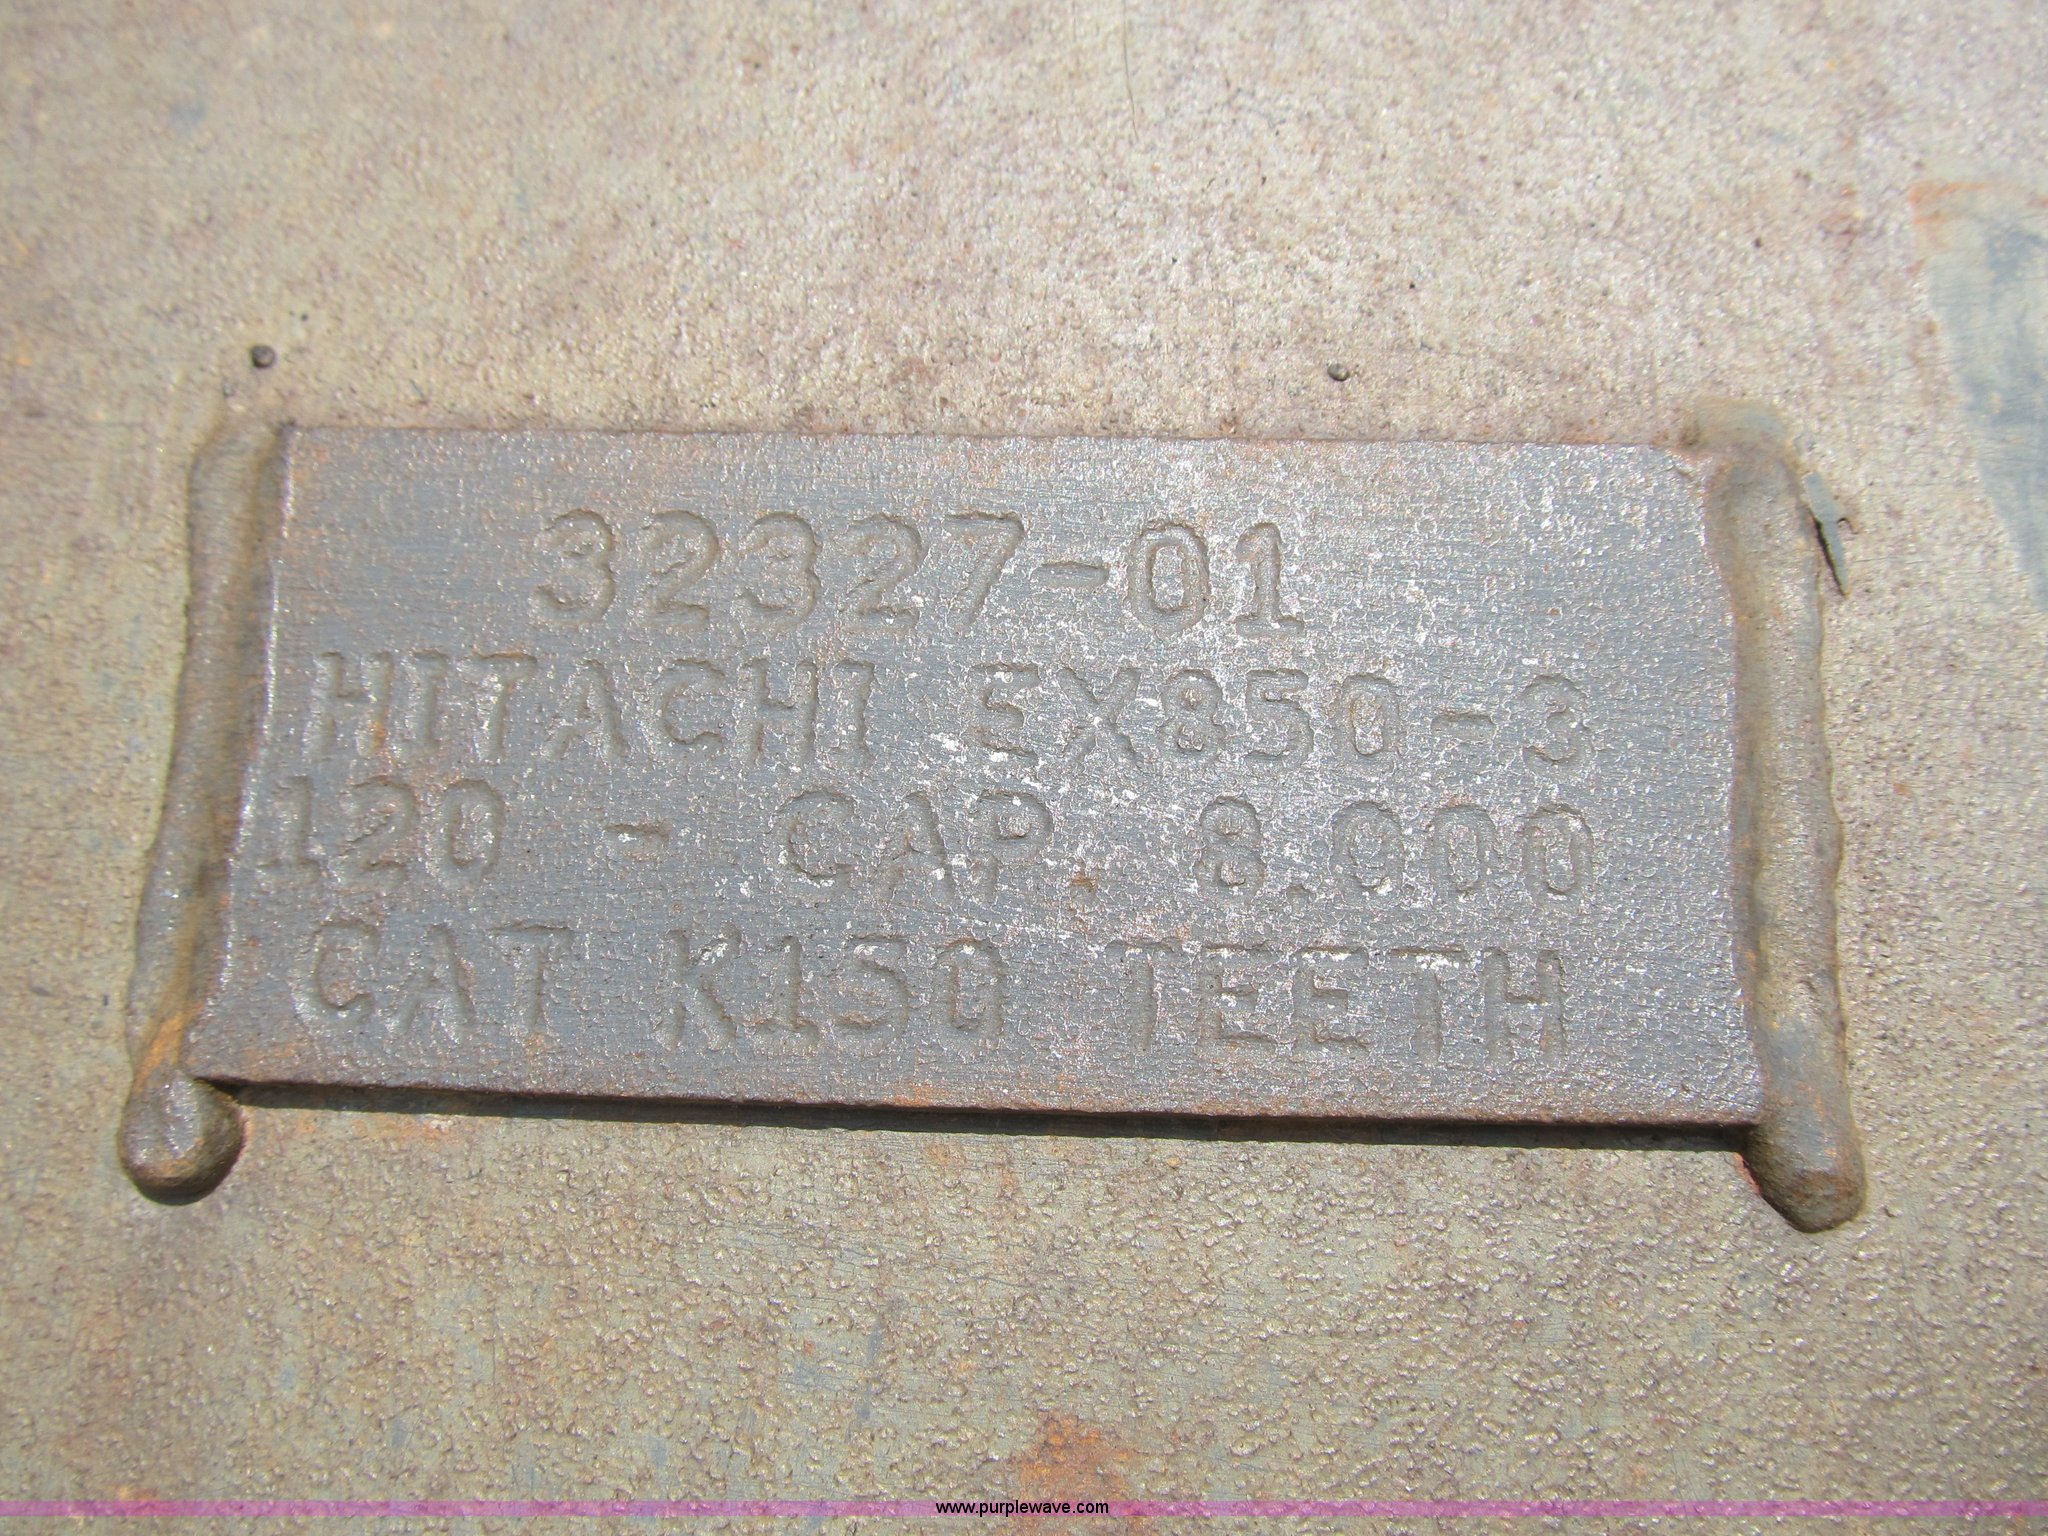 32327-01
HITACHI EX850-3
120 - CAP. 8.000
CAT K150 TEETH
www.purplewave.com